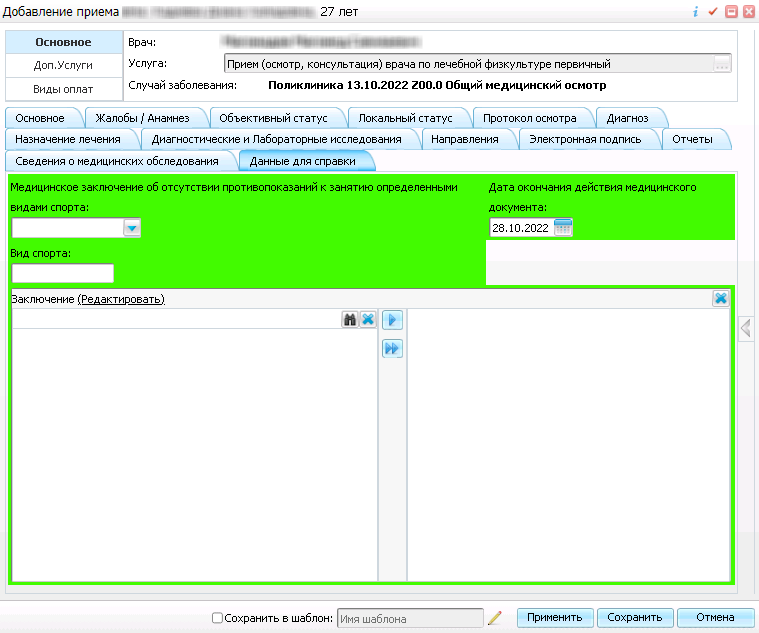 Добавление приема 27 лет
Основное
Доп.Услуги
Виды оплат
Врач:
Услуга: Прием (осмотр, консультация) врача по лечебной физкультуре первичный ...
Случай заболевания: Поликлиника 13.10.2022 Z00.0 Общий медицинский осмотр
Основное Жалобы / Анамнез Объективный статус Локальный статус Протокол осмотра Диагноз
Назначение лечения Диагностические и Лабораторные исследования Направления Электронная подпись Отчеты
Сведения о медицинских обследования Данные для справки
Медицинское заключение об отсутствии противопоказаний к занятию определенными
видами спорта:
Дата окончания действия медицинского
документа:
28.10.2022
Вид спорта:
Заключение (Редактировать)
Сохранить в шаблон: Имя шаблона Применить Сохранить Отмена